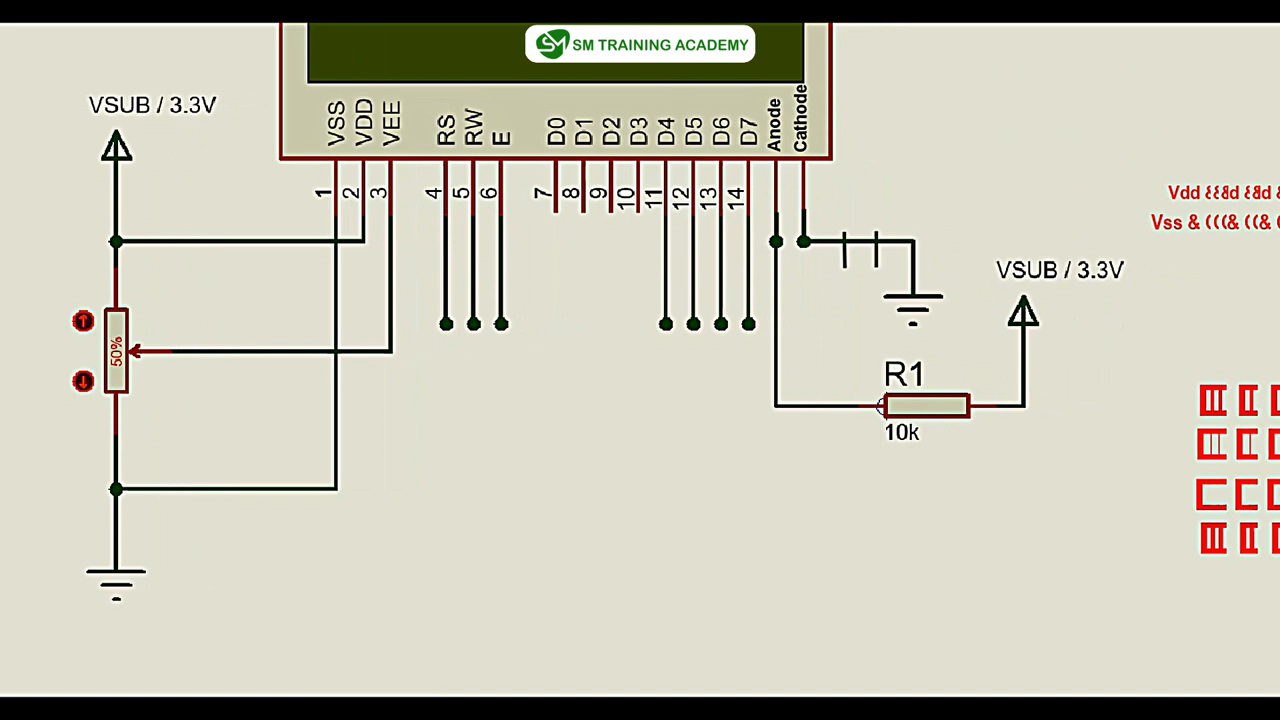 SM TRAINING ACADEMY
VSUB / 3.3V
VSS VDD VEE RS RW E D0 D1 D2 D3 D4 D5 D6 D7 Anode Cathode
1 2 3 4 5 6 7 8 9 10 11 12 13 14
Vdd
Vss &
VSUB / 3.3V
50%
R1
10k